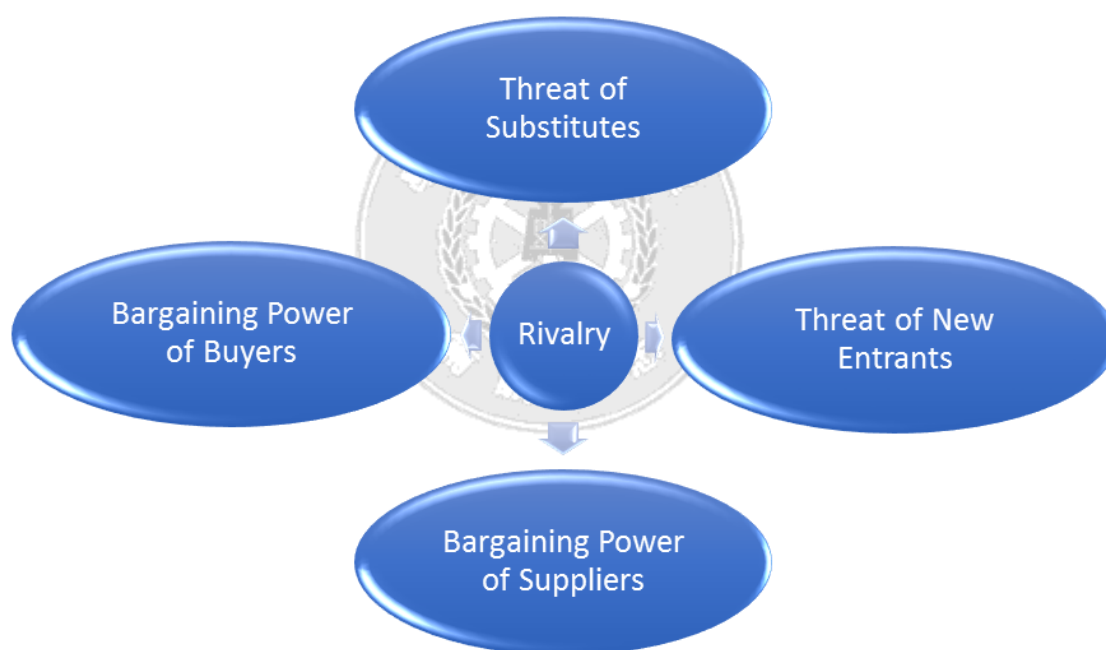 Threat of
Substitutes
Bargaining Power
of Buyers
Rivalry
Threat of New
Entrants
Bargaining Power
of Suppliers